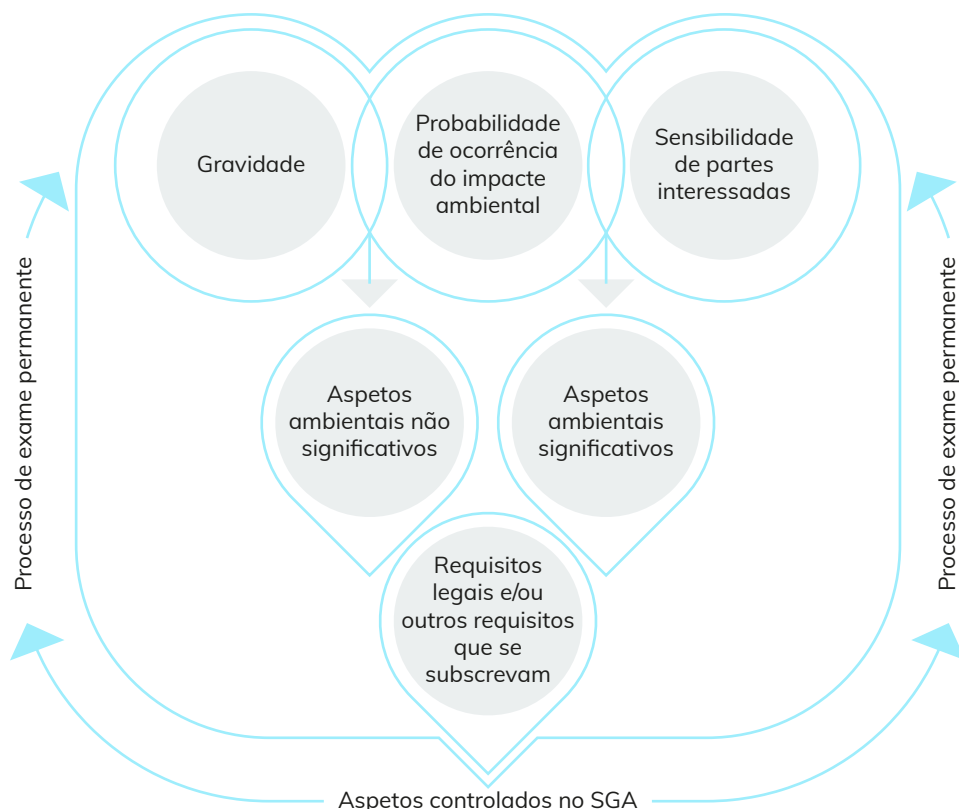 Gravidade
Probabilidade
de ocorrência
do impacte
ambiental
Sensibilidade
de partes
interessadas
Processo de exame permanente
Processo de exame permanente
Aspetos
ambientais não
significativos
Aspetos
ambientais
significativos
Requisitos
legais e/ou
outros requisitos
que se
subscrevam
Aspetos controlados no SGA